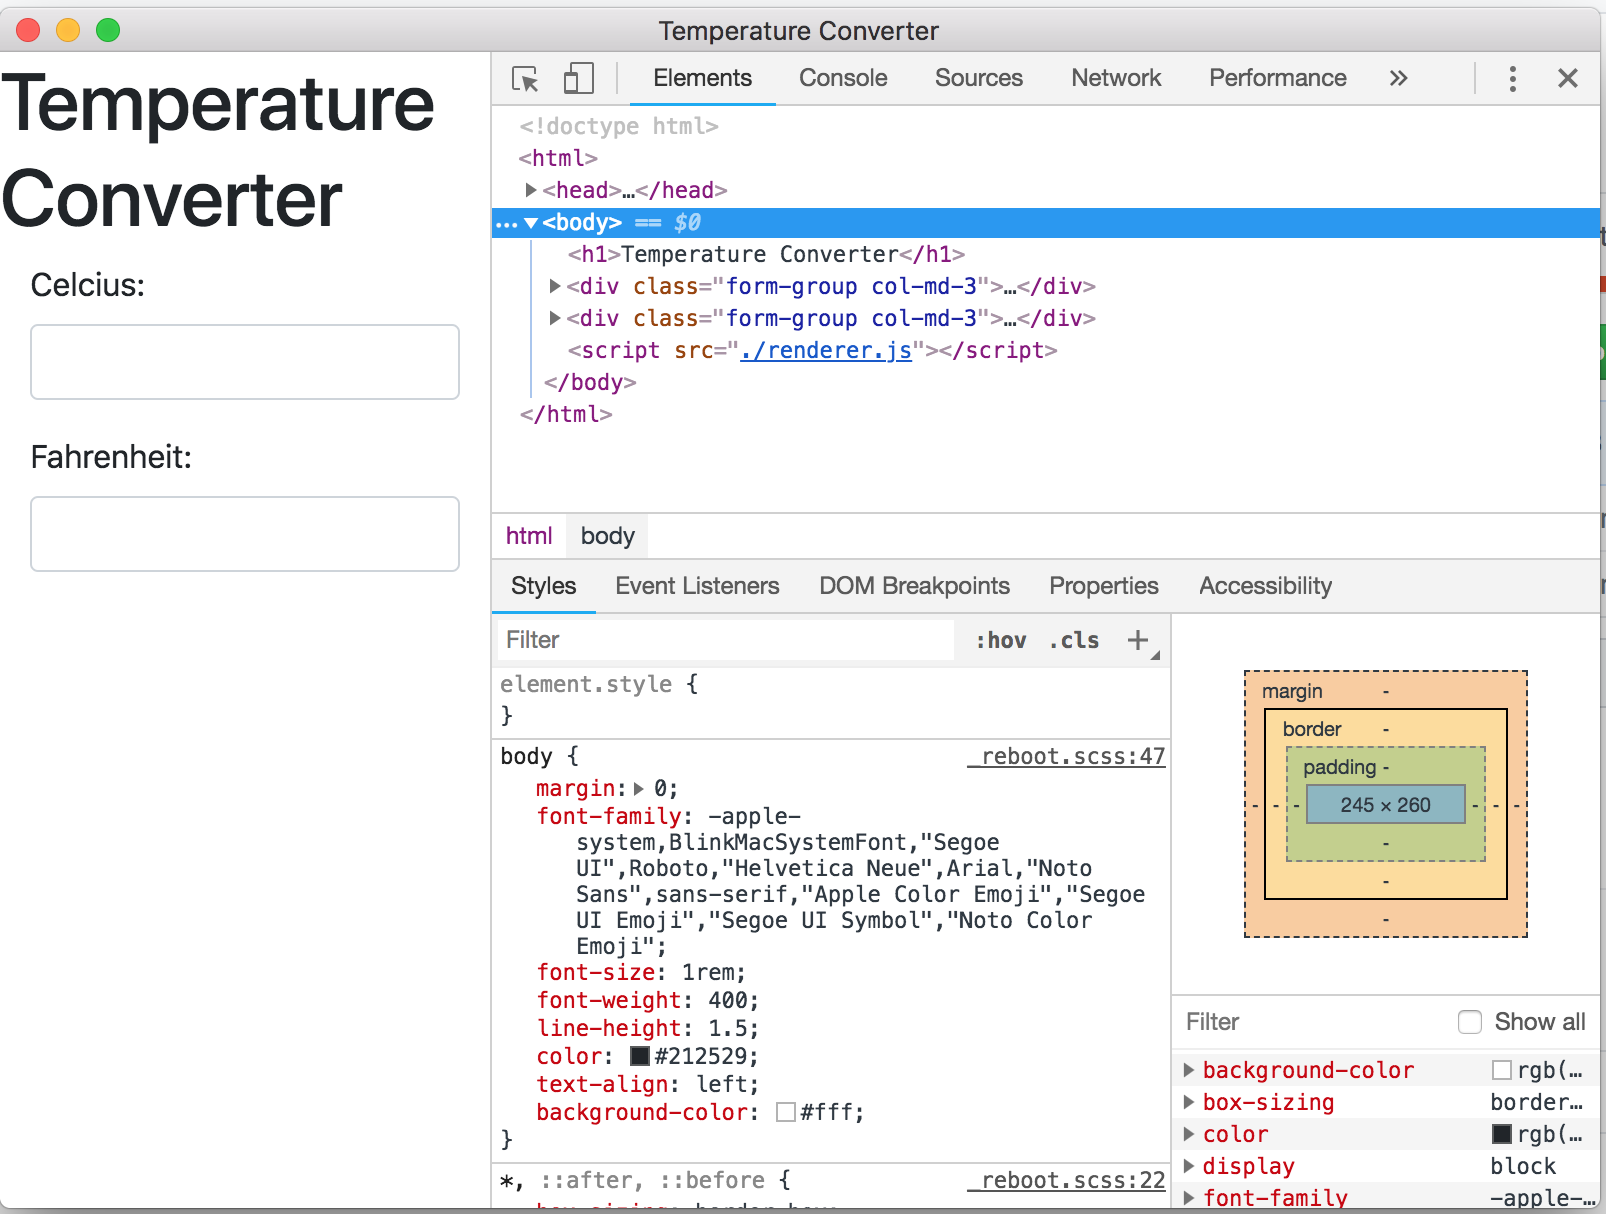 Temperature Converter
Temperature
Converter
Celcius:
Fahrenheit:
Elements Console Sources Network Performance »
<!doctype html>
<html>
<head>…</head>
<body> == $0
<h1>Temperature Converter</h1>
<div class="form-group col-md-3">…</div>
<div class="form-group col-md-3">…</div>
<script src="./renderer.js"></script>
</body>
</html>
html body
Styles Event Listeners DOM Breakpoints Properties Accessibility
Filter :hov .cls +
element.style {
}
body { _reboot.scss:47
margin: 0;
font-family: -apple-
system,BlinkMacSystemFont,"Segoe
UI",Roboto,"Helvetica Neue",Arial,"Noto
Sans",sans-serif,"Apple Color Emoji","Segoe
UI Emoji","Segoe UI Symbol","Noto Color
Emoji";
font-size: 1rem;
font-weight: 400;
line-height: 1.5;
color: #212529;
text-align: left;
background-color: #fff;
}
*, ::after, ::before { _reboot.scss:22
margin -
border -
padding -
- - - 245 × 260 - - -
-
-
-
Filter Show all
background-color rgb(…
box-sizing border…
color rgb(…
display block
font-family -apple-…